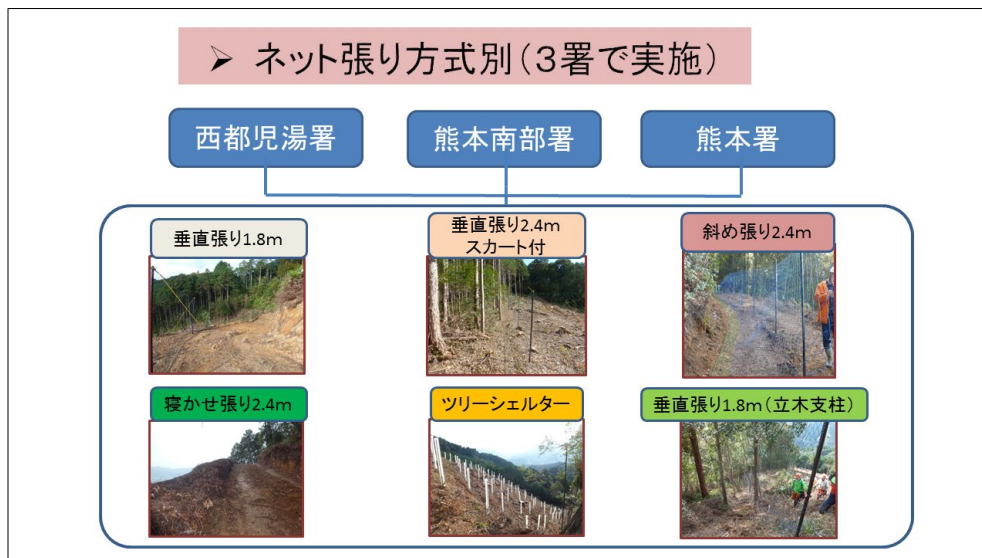 ➢ ネット張り方式別(3署で実施)
西都児湯署
熊本南部署
熊本署
垂直張り1.8m
垂直張り2.4m
スカート付
斜め張り2.4m
寝かせ張り2.4m
ツリーシェルター
垂直張り1.8m(立木支柱)